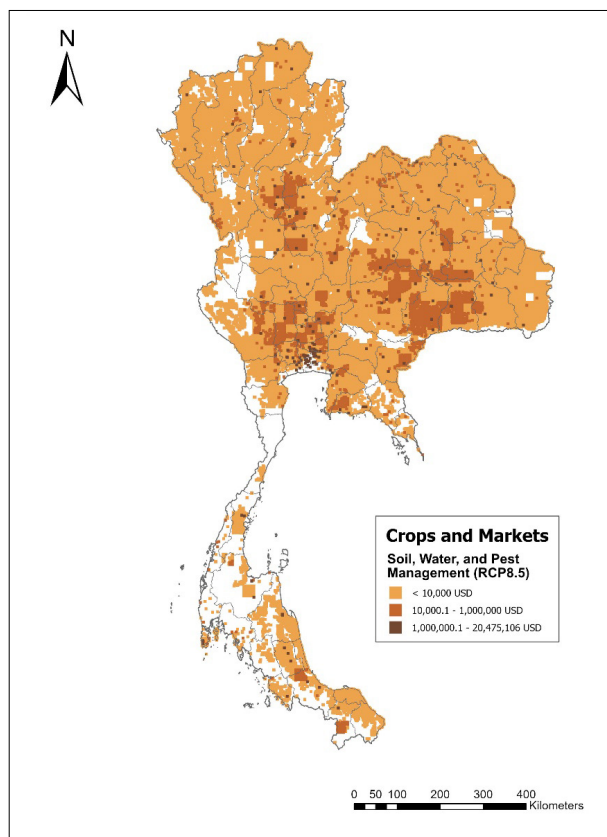 N
Crops and Markets
Soil, Water, and Pest
Management (RCP8.5)
< 10,000 USD
10,000.1 - 1,000,000 USD
1,000,000.1 - 20,475,106 USD
0 50 100 200 300 400
Kilometers